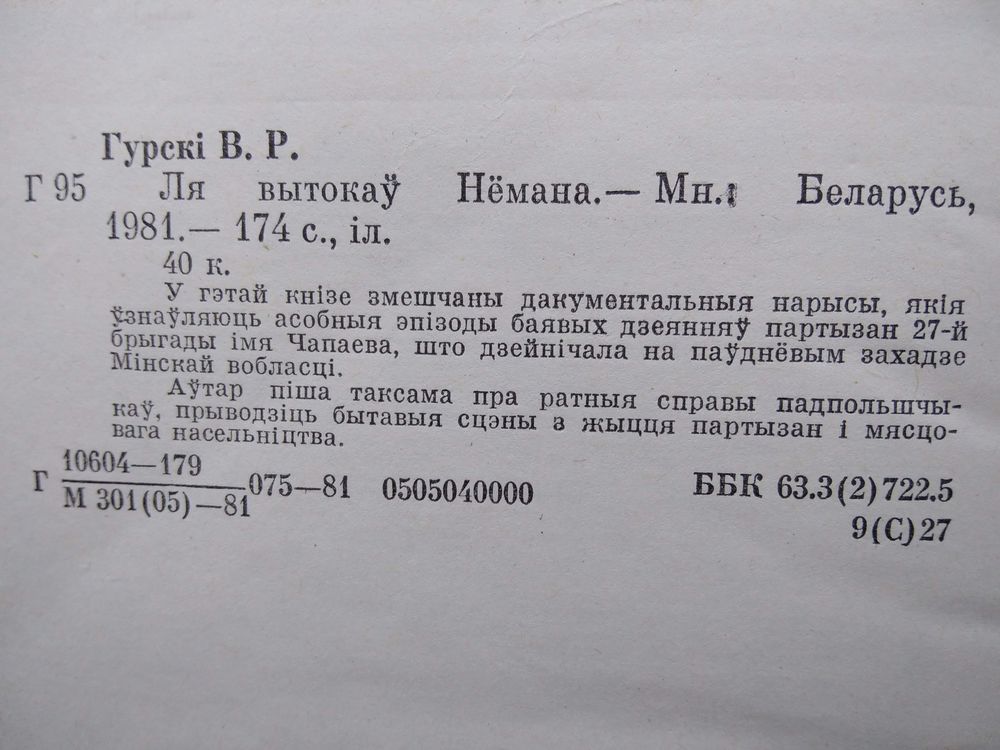 Гурскі В. Р.
Г 95 Ля вытокаў Нёмана.— Мн.: Беларусь,
1981.— 174 с., іл.
40 к.
У гэтай кнізе змешчаны дакументальныя нарысы, якія
ўзнаўляюць асобныя эпізоды баявых дзеянняў партызан 27-й
брыгады імя Чапаева, што дзейнічала на паўднёвым захадзе
Мінскай вобласці.
Аўтар піша таксама пра ратныя справы падпольшчы-
каў, прыводзіць бытавыя сцэны з жыцця партызан і мясцо-
вага насельніцтва.
Г 10604—179
М 301(05)—81 075—81 0505040000 ББК 63.3(2)722.5
9(С)27